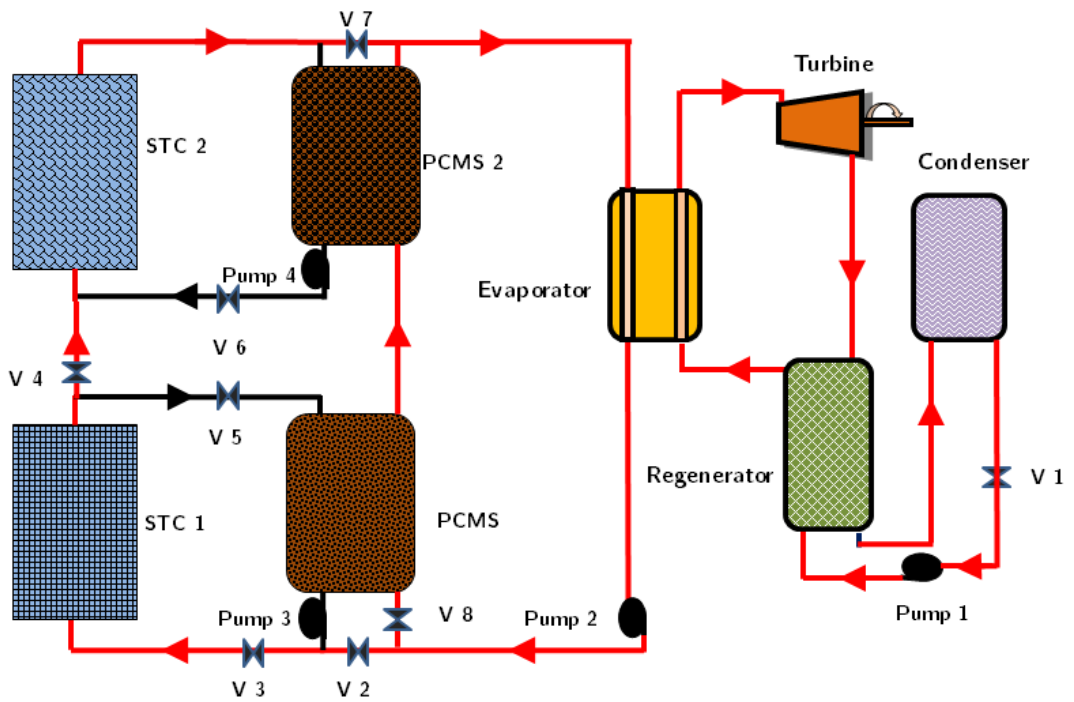 V 7
Turbine
STC 2
PCMS 2
Condenser
Pump 4
Evaporator
V 6
V 4
V 5
Regenerator
V 1
STC 1
PCMS
Pump 3
V 8
Pump 2
Pump 1
V 3
V 2